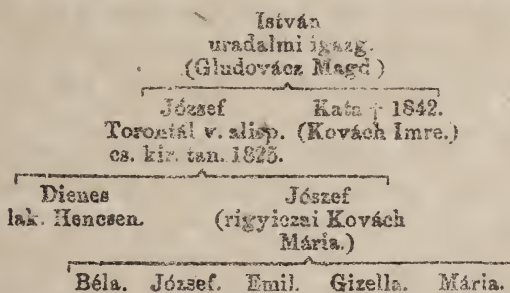 István
uradalmi igazg.
(Gludovácz Magd)
József Kata † 1842.
Torontál v. alisp. (Kovách Imre.)
cs. kir. tan. 1825.
Dienes József
lak. Hencsen. (rigyiczai Kovách
Mária.)
Béla. József. Emil. Gizella. Mária.